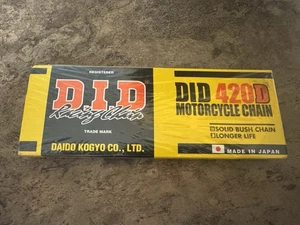 REGISTERED
D.I.D
Racing Chain
TRADE MARK
DAIDO KOGYO CO., LTD.
DID 420D
MOTORCYCLE CHAIN
SOLID BUSH CHAIN
LONGER LIFE
MADE IN JAPAN